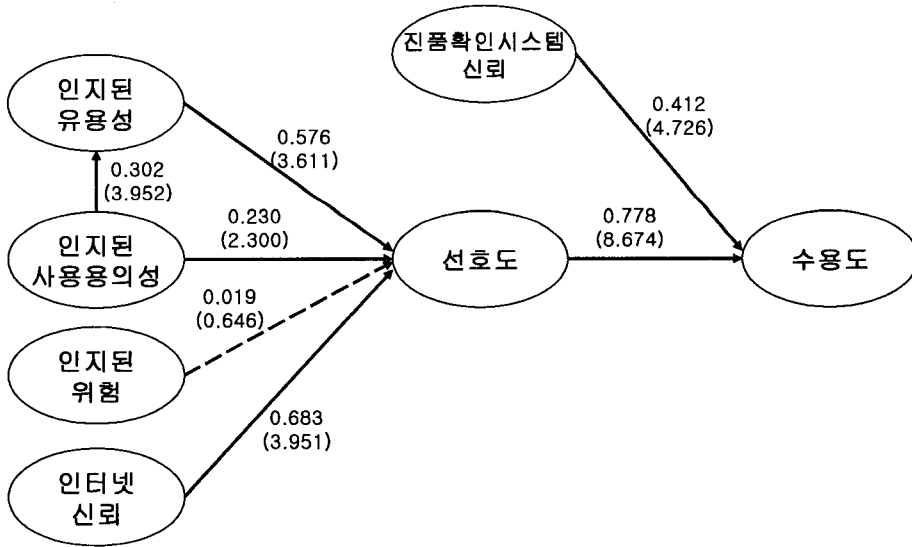 진품확인시스템
신뢰
인지된
유용성
0.412
(4.726)
0.576
(3.611)
0.302
(3.952)
0.230
(2.300)
0.778
(8.674)
인지된
사용용의성
선호도
수용도
0.019
(0.646)
인지된
위험
0.683
(3.951)
인터넷
신뢰